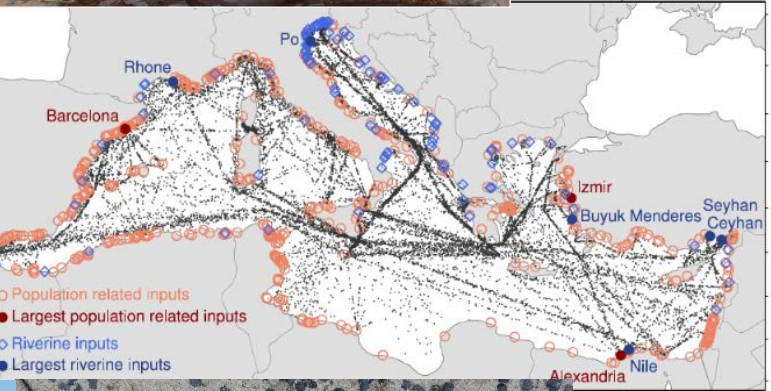 Po
Rhone
Barcelona
Izmir
Buyuk Menderes
Seyhan
Ceyhan
Population related inputs
Largest population related inputs
Riverine inputs
Largest riverine inputs
Nile
Alexandria